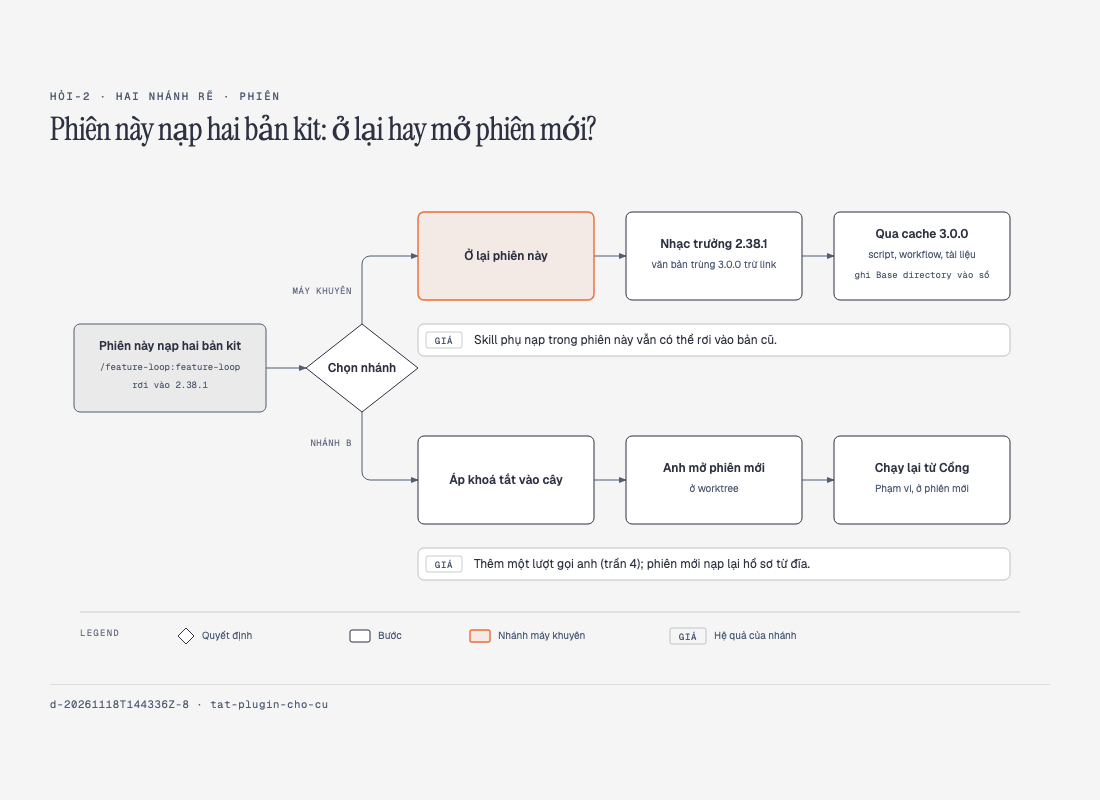 HỎI-2 · HAI NHÁNH RẼ · PHIÊN
Phiên này nạp hai bản kit: ở lại hay mở phiên mới?
Ở lại phiên này
Nhạc trưởng 2.38.1
văn bản trùng 3.0.0 trừ link
Qua cache 3.0.0
script, workflow, tài liệu
ghi Base directory vào sổ
MÁY KHUYÊN
GIÁ Skill phụ nạp trong phiên này vẫn có thể rơi vào bản cũ.
Phiên này nạp hai bản kit
/feature-loop:feature-loop
rơi vào 2.38.1
Chọn nhánh
NHÁNH B
Áp khoá tắt vào cây
Anh mở phiên mới
ở worktree
Chạy lại từ Cổng
Phạm vi, ở phiên mới
GIÁ Thêm một lượt gọi anh (trần 4); phiên mới nạp lại hồ sơ từ đĩa.
LEGEND
Quyết định
Bước
Nhánh máy khuyên
GIÁ Hệ quả của nhánh
d-20261118T144336Z-8 · tat-plugin-cho-cu